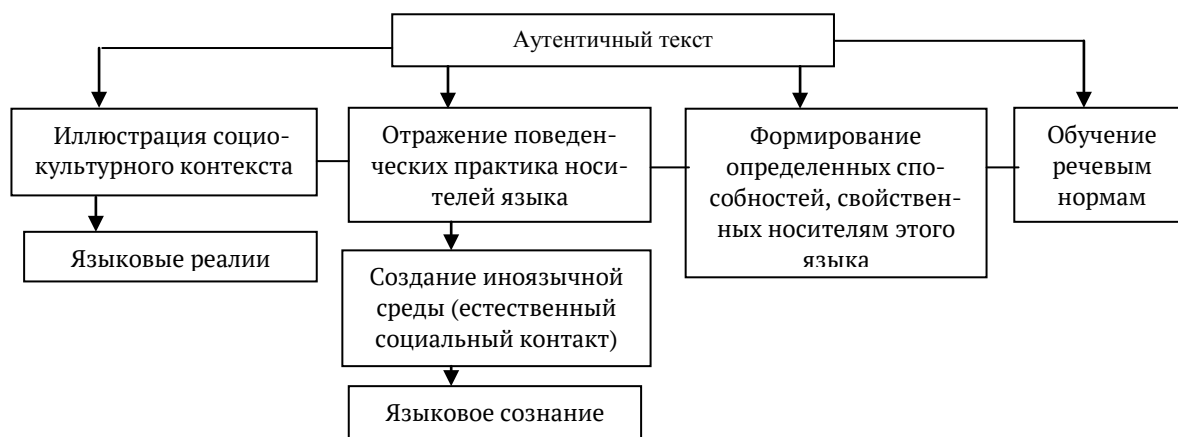 Аутентичный текст
Иллюстрация социо-
культурного контекста
Отражение поведен-
ческих практика носи-
телей языка
Формирование
определенных спо-
собностей, свойствен-
ных носителям этого
языка
Обучение
речевым
нормам
Языковые реалии
Создание иноязычной
среды (естественный
социальный контакт)
Языковое сознание